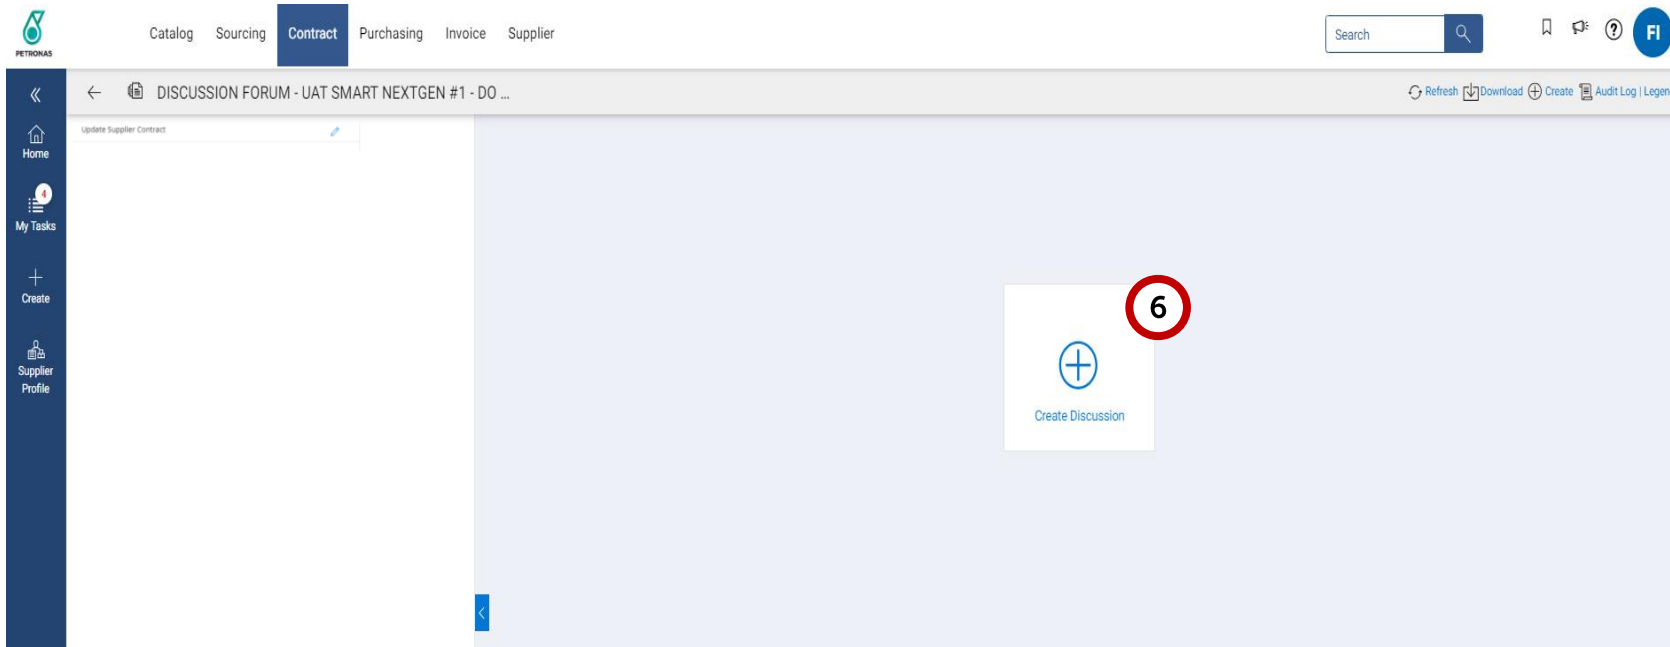 PETRONAS
Catalog Sourcing Contract Purchasing Invoice Supplier
Search
FI
DISCUSSION FORUM - UAT SMART NEXTGEN #1 - DO ...
Refresh Download Create Audit Log | Legen
Home
4
My Tasks
Create
Supplier
Profile
Update Supplier Contract
6
Create Discussion